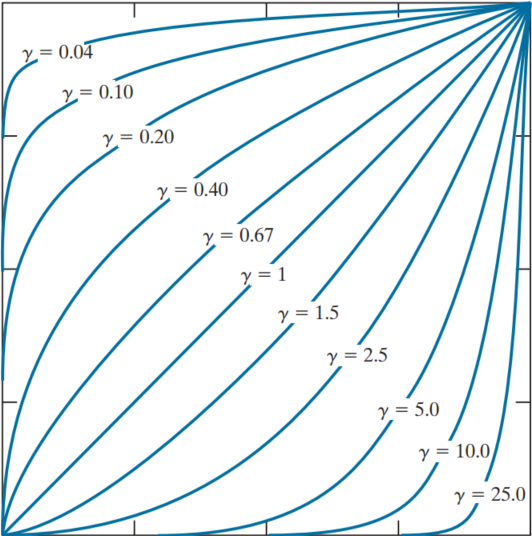 γ = 0.04
γ = 0.10
γ = 0.20
γ = 0.40
γ = 0.67
γ = 1
γ = 1.5
γ = 2.5
γ = 5.0
γ = 10.0
γ = 25.0